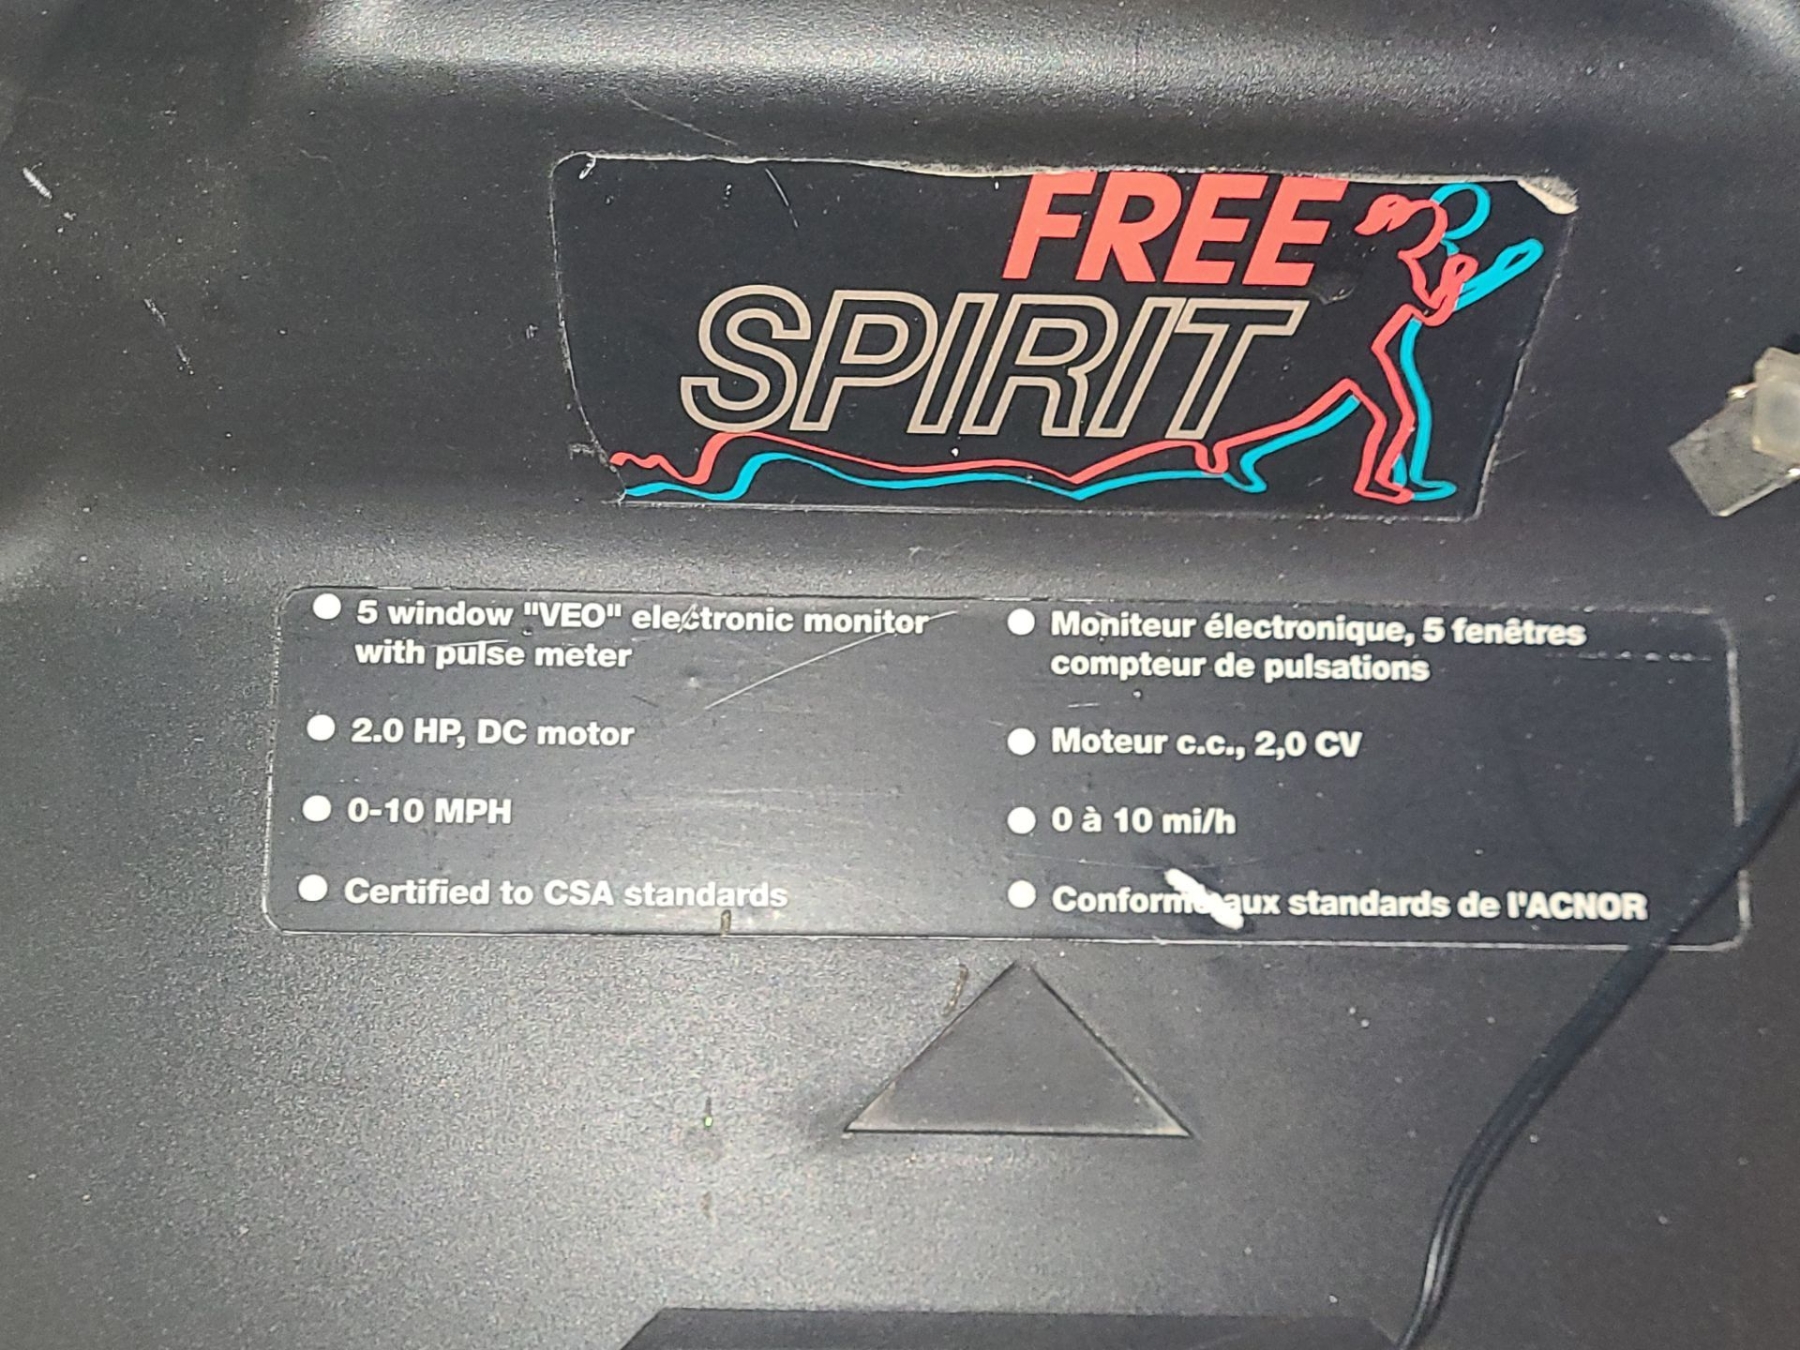 FREE
SPIRIT
● 5 window "VEO" electronic monitor
with pulse meter
● 2.0 HP, DC motor
● 0-10 MPH
● Certified to CSA standards
● Moniteur électronique, 5 fenêtres
compteur de pulsations
● Moteur c.c., 2,0 CV
● 0 à 10 mi/h
● aux standards de l'ACNOR